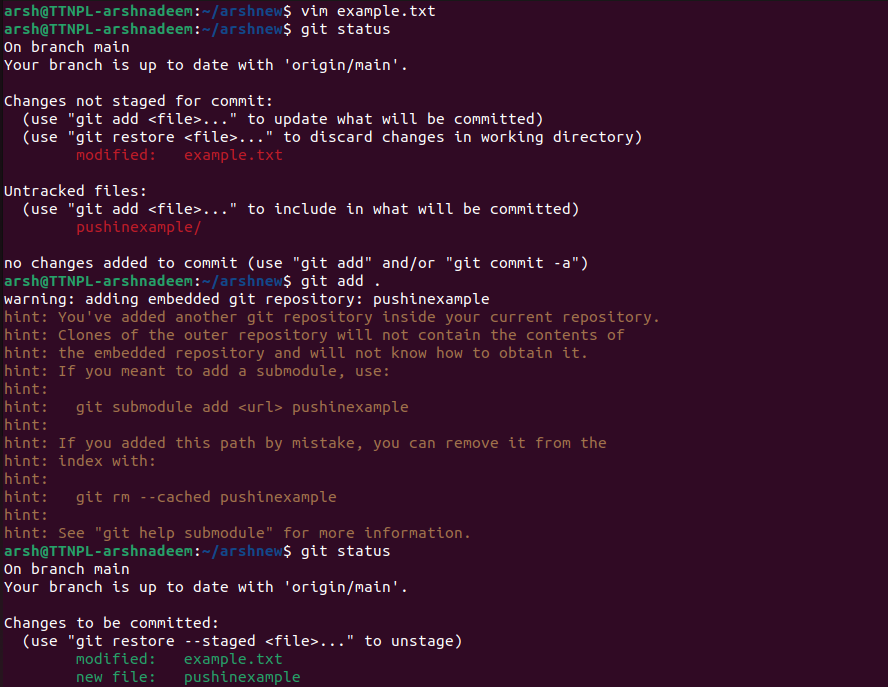 arsh@TTNPL-arshnadeem:~/arshnew$ vim example.txt
arsh@TTNPL-arshnadeem:~/arshnew$ git status
On branch main
Your branch is up to date with 'origin/main'.

Changes not staged for commit:
  (use "git add <file>..." to update what will be committed)
  (use "git restore <file>..." to discard changes in working directory)
        modified:   example.txt

Untracked files:
  (use "git add <file>..." to include in what will be committed)
        pushinexample/

no changes added to commit (use "git add" and/or "git commit -a")
arsh@TTNPL-arshnadeem:~/arshnew$ git add .
warning: adding embedded git repository: pushinexample
hint: You've added another git repository inside your current repository.
hint: Clones of the outer repository will not contain the contents of
hint: the embedded repository and will not know how to obtain it.
hint: If you meant to add a submodule, use:
hint:
hint:   git submodule add <url> pushinexample
hint:
hint: If you added this path by mistake, you can remove it from the
hint: index with:
hint:
hint:   git rm --cached pushinexample
hint:
hint: See "git help submodule" for more information.
arsh@TTNPL-arshnadeem:~/arshnew$ git status
On branch main
Your branch is up to date with 'origin/main'.

Changes to be committed:
  (use "git restore --staged <file>..." to unstage)
        modified:   example.txt
        new file:   pushinexample